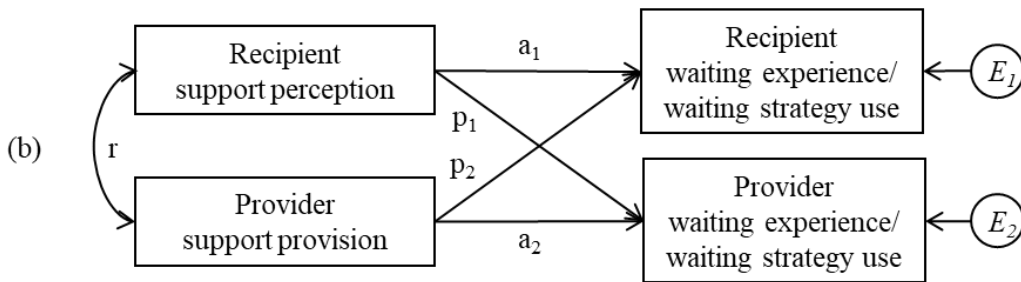 Recipient
support perception
a1
Recipient
waiting experience/
waiting strategy use
E1
p1
(b)
r
p2
Provider
support provision
a2
Provider
waiting experience/
waiting strategy use
E2